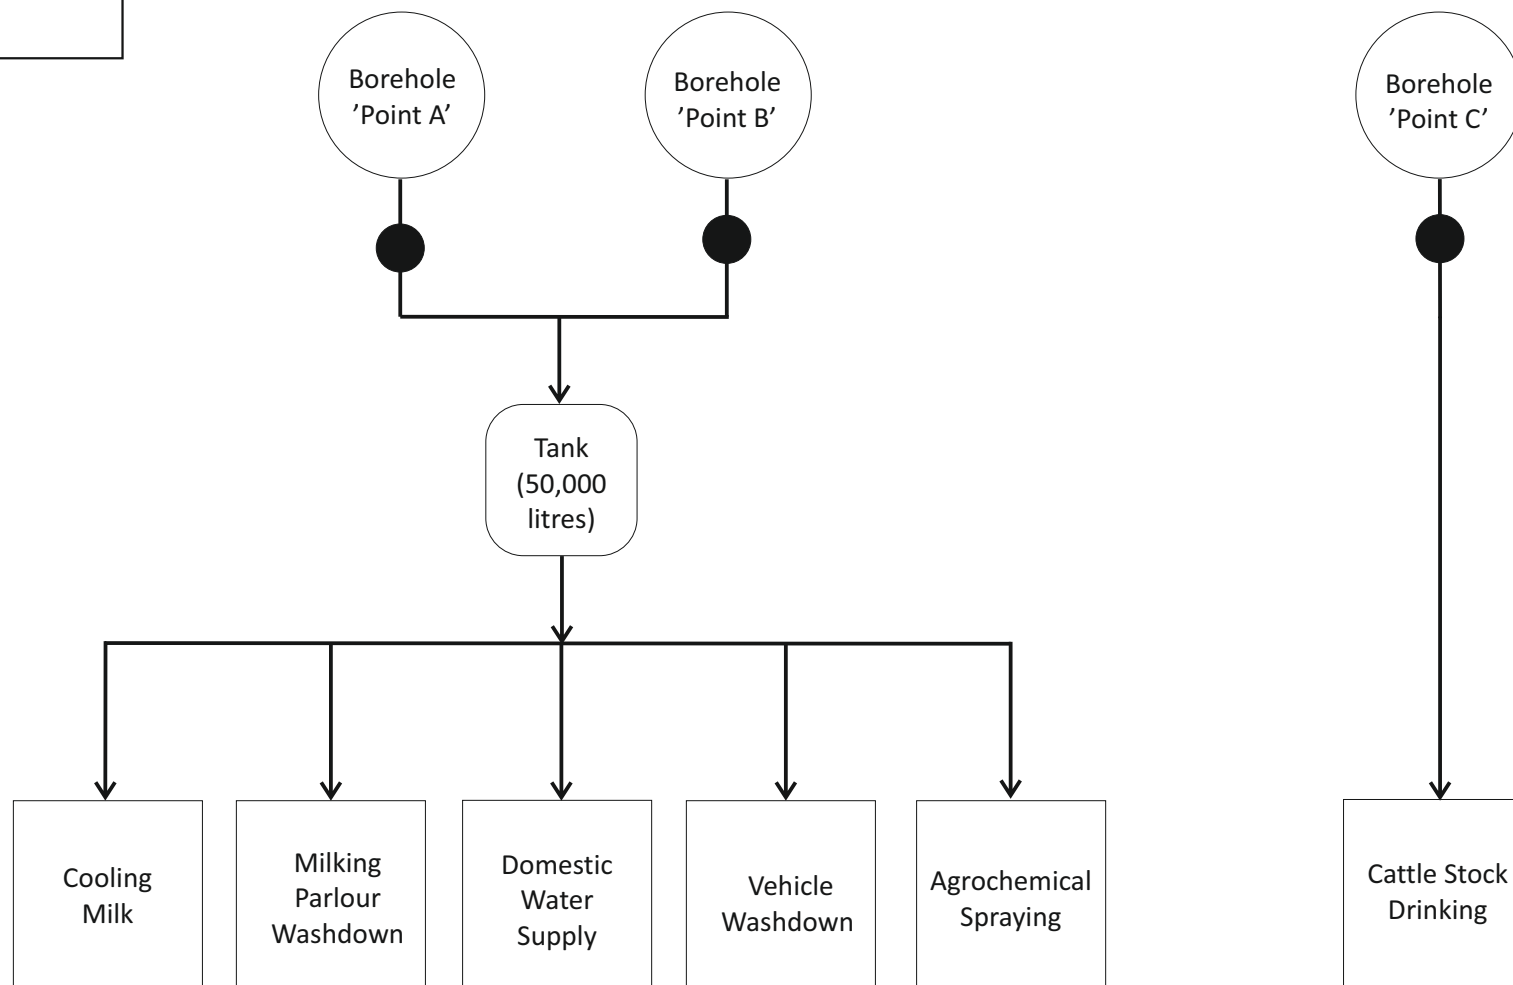 Borehole
’Point A’
Borehole
’Point B’
Borehole
’Point C’
Tank
(50,000
litres)
Cooling
Milk
Milking
Parlour
Washdown
Domestic
Water
Supply
Vehicle
Washdown
Agrochemical
Spraying
Cattle Stock
Drinking